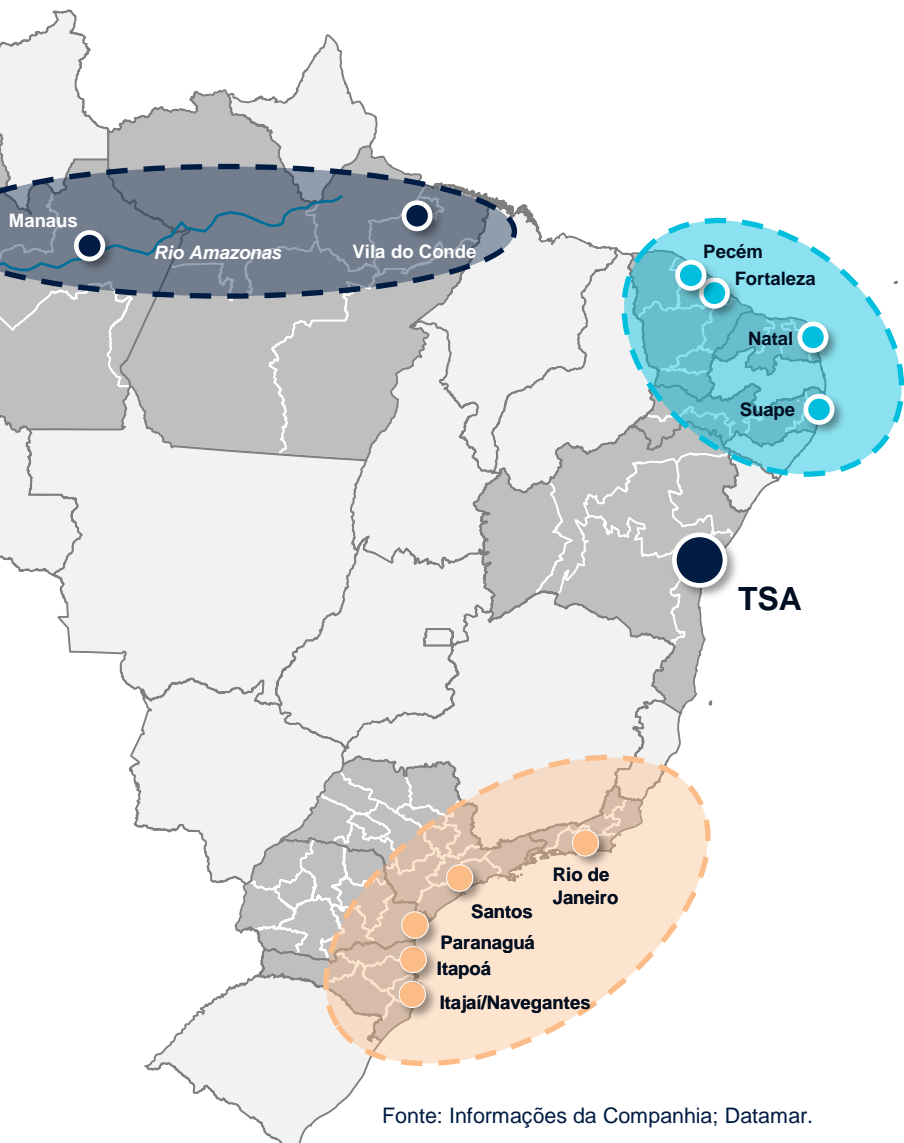 Manaus
Rio Amazonas
Vila do Conde
Pecém
Fortaleza
Natal
Suape
TSA
Rio de
Janeiro
Santos
Paranaguá
Itapoá
Itajaí/Navegantes
Fonte: Informações da Companhia; Datamar.